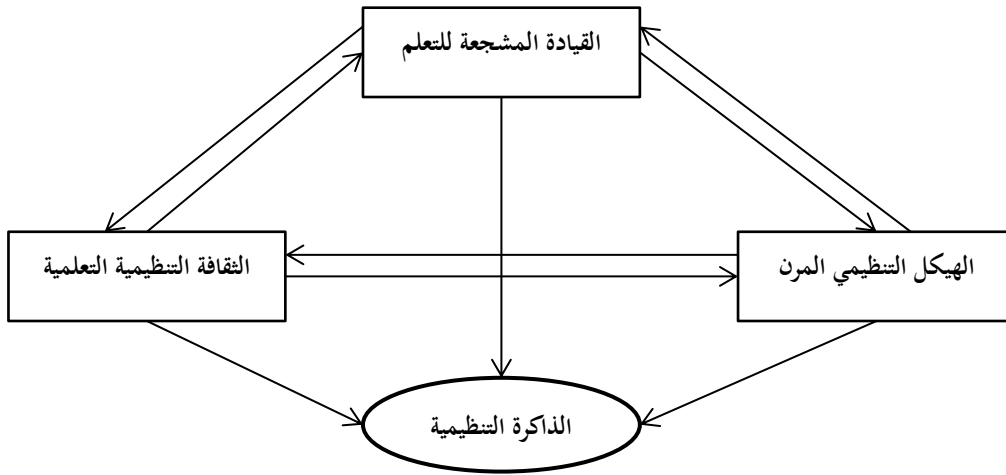 القيادة المشجعة للتعلم
الهيكل التنظيمي المرن
الثقافة التنظيمية التعلمية
الذاكرة التنظيمية